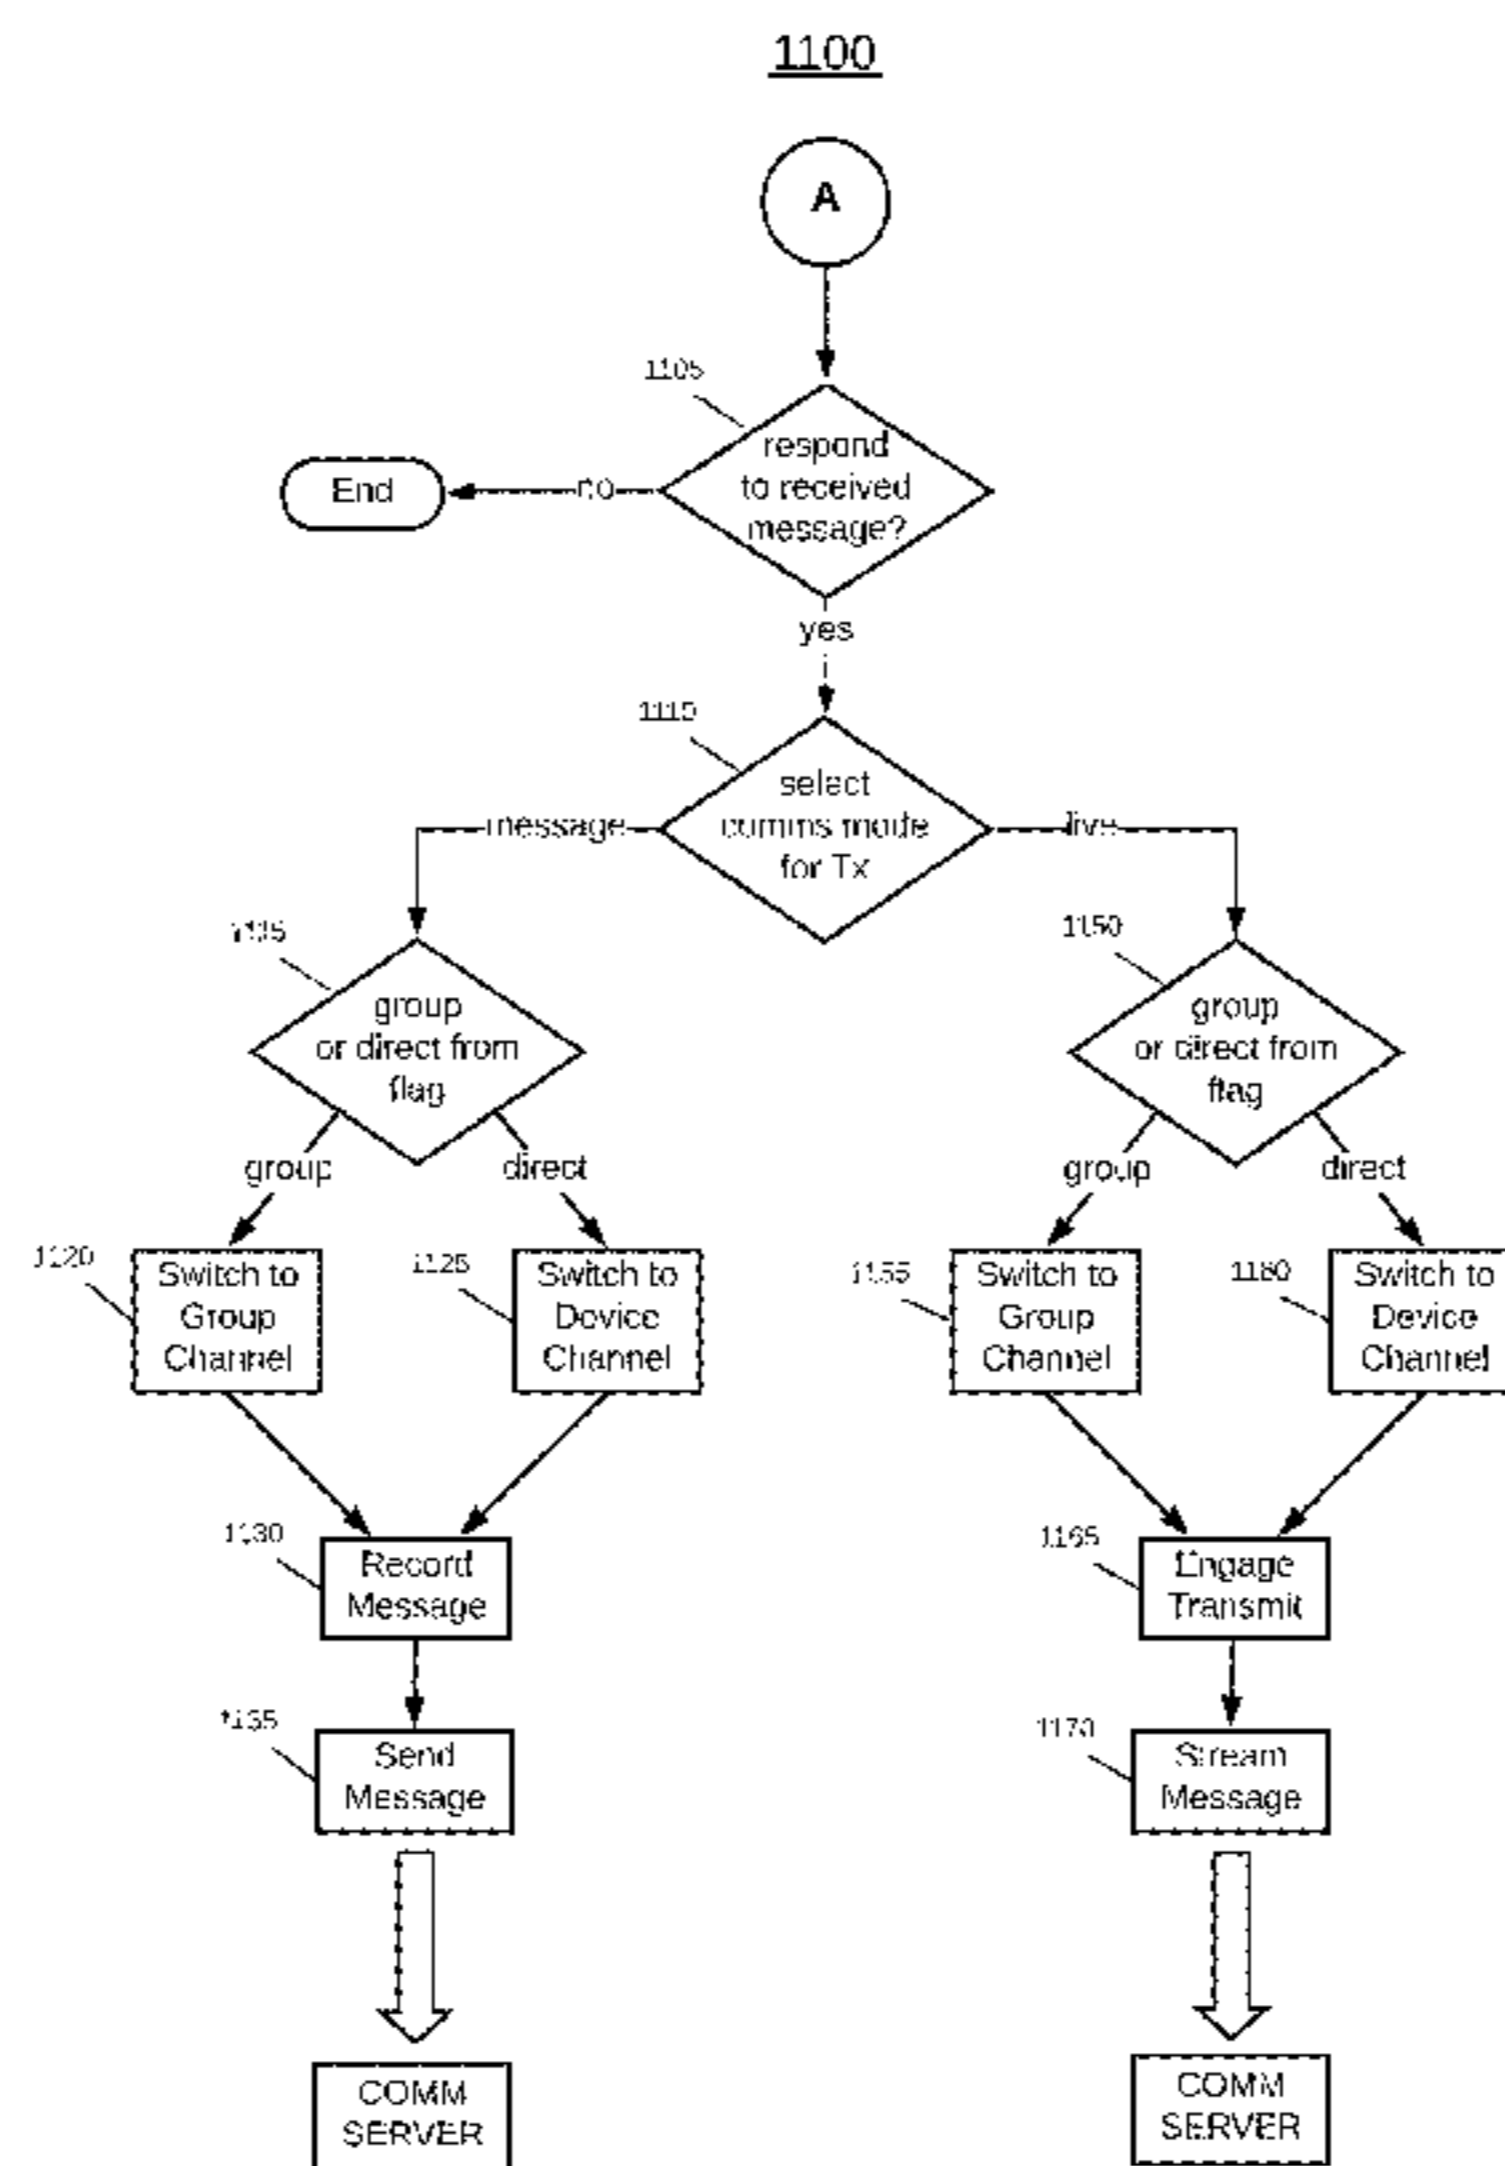 1100
A
1105
respond
to received
message?
no
End
yes
1110
select
comms mode
for Tx
message
live
1115
group
or direct from
flag
1150
group
or direct from
flag
group
direct
group
direct
1120
Switch to
Group
Channel
1125
Switch to
Device
Channel
1155
Switch to
Group
Channel
1160
Switch to
Device
Channel
1130
Record
Message
1165
Engage
Transmit
1135
Send
Message
1170
Stream
Message
COMM
SERVER
COMM
SERVER